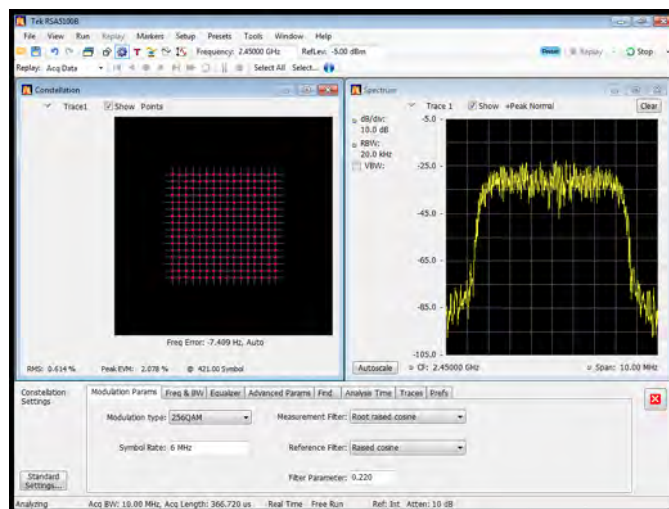 Tek RSA5100B
File View Run Replay Markers Setup Presets Tools Window Help
Frequency: 2.45000 GHz RefLev: -5.00 dBm
Preset Replay Stop
Replay: Acq Data Select All Select...
Constellation
Trace1 Show Points
Freq Error: -7.409 Hz, Auto
RMS: 0.614 % Peak EVM: 2.078 % @ 421.00 Symbol
Spectrum
Trace 1 Show +Peak Normal Clear
dB/div:
10.0 dB
RBW:
20.0 kHz
VBW:
-5.0
-25.0
-45.0
-65.0
-85.0
-105.0
Autoscale CF: 2.45000 GHz Span: 10.00 MHz
Constellation
Settings
Modulation Params Freq & BW Equalizer Advanced Params Find Analysis Time Traces Prefs
Modulation type: 256QAM Measurement Filter: Root raised cosine
Symbol Rate: 6 MHz Reference Filter: Raised cosine
Filter Parameter: 0.220
Standard
Settings...
Analyzing Acq BW: 10.00 MHz, Acq Length: 366.720 us Real Time Free Run Ref: Int Atten: 10 dB